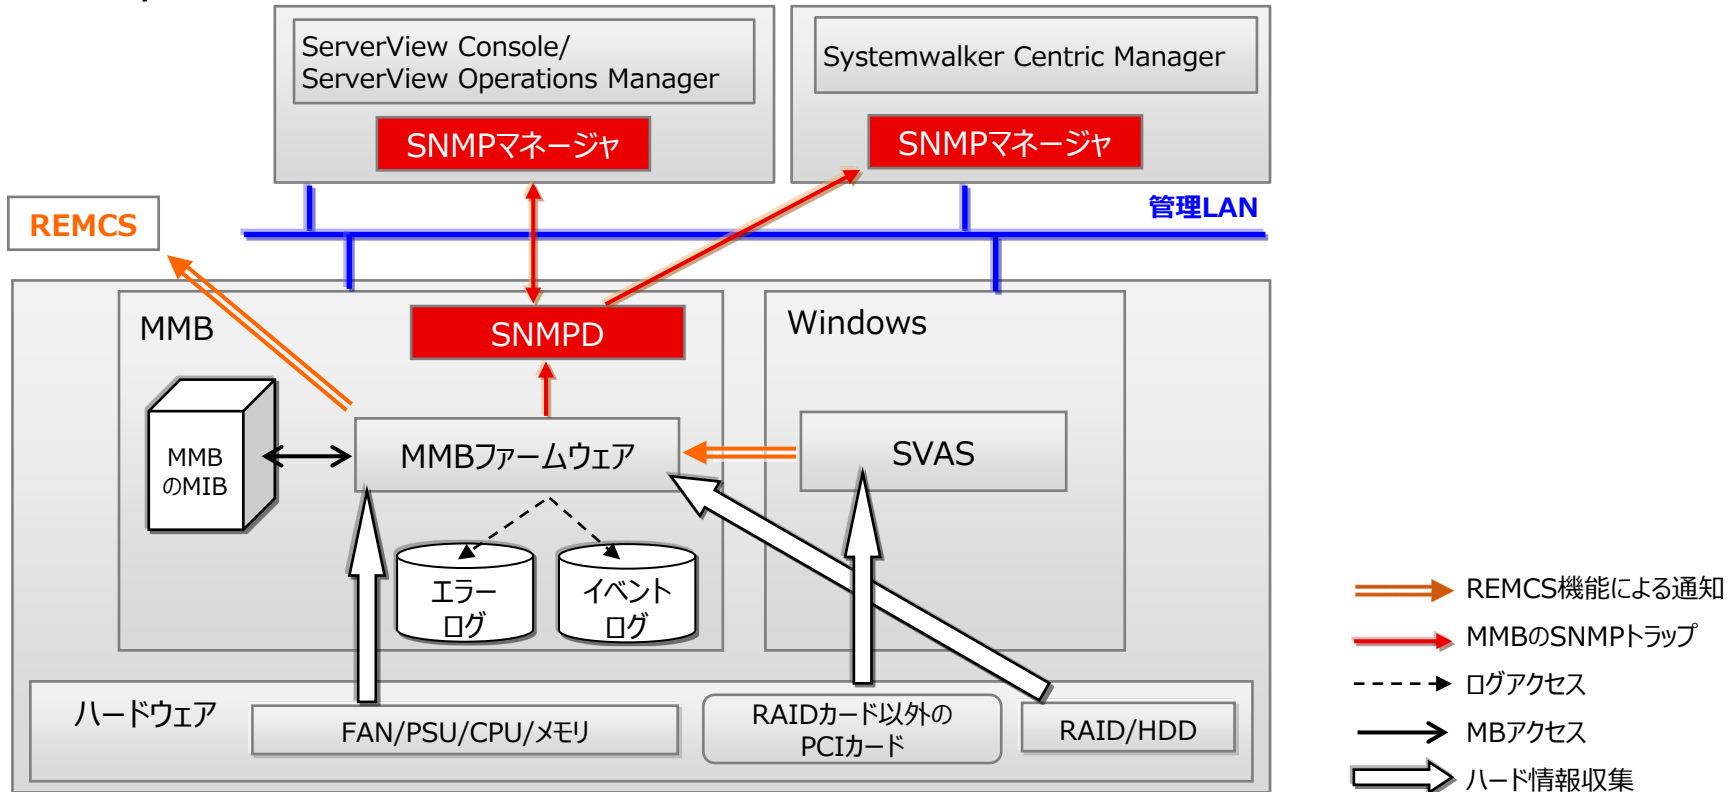 ServerView Console/
ServerView Operations Manager
SNMPマネージャ
Systemwalker Centric Manager
SNMPマネージャ
管理LAN
REMCS
MMB
SNMPD
Windows
MMB
のMIB
MMBファームウェア
SVAS
エラー
ログ
イベント
ログ
ハードウェア
FAN/PSU/CPU/メモリ
RAIDカード以外の
PCIカード
RAID/HDD
REMCS機能による通知
MMBのSNMPトラップ
ログアクセス
MBアクセス
ハード情報収集